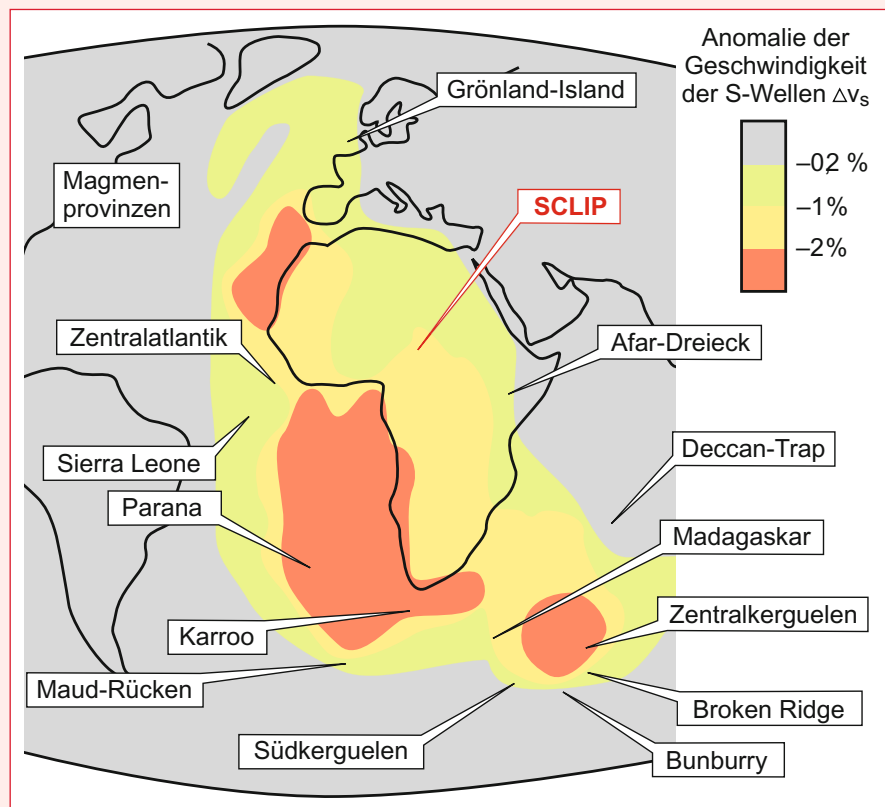 Anomalie der
Geschwindigkeit
der S-Wellen △vₛ
–02 %
–1%
–2%
Grönland-Island
Magmen-
provinzen
SCLIP
Zentralatlantik
Afar-Dreieck
Sierra Leone
Deccan-Trap
Parana
Madagaskar
Karroo
Zentralkerguelen
Maud-Rücken
Broken Ridge
Südkerguelen
Bunburry